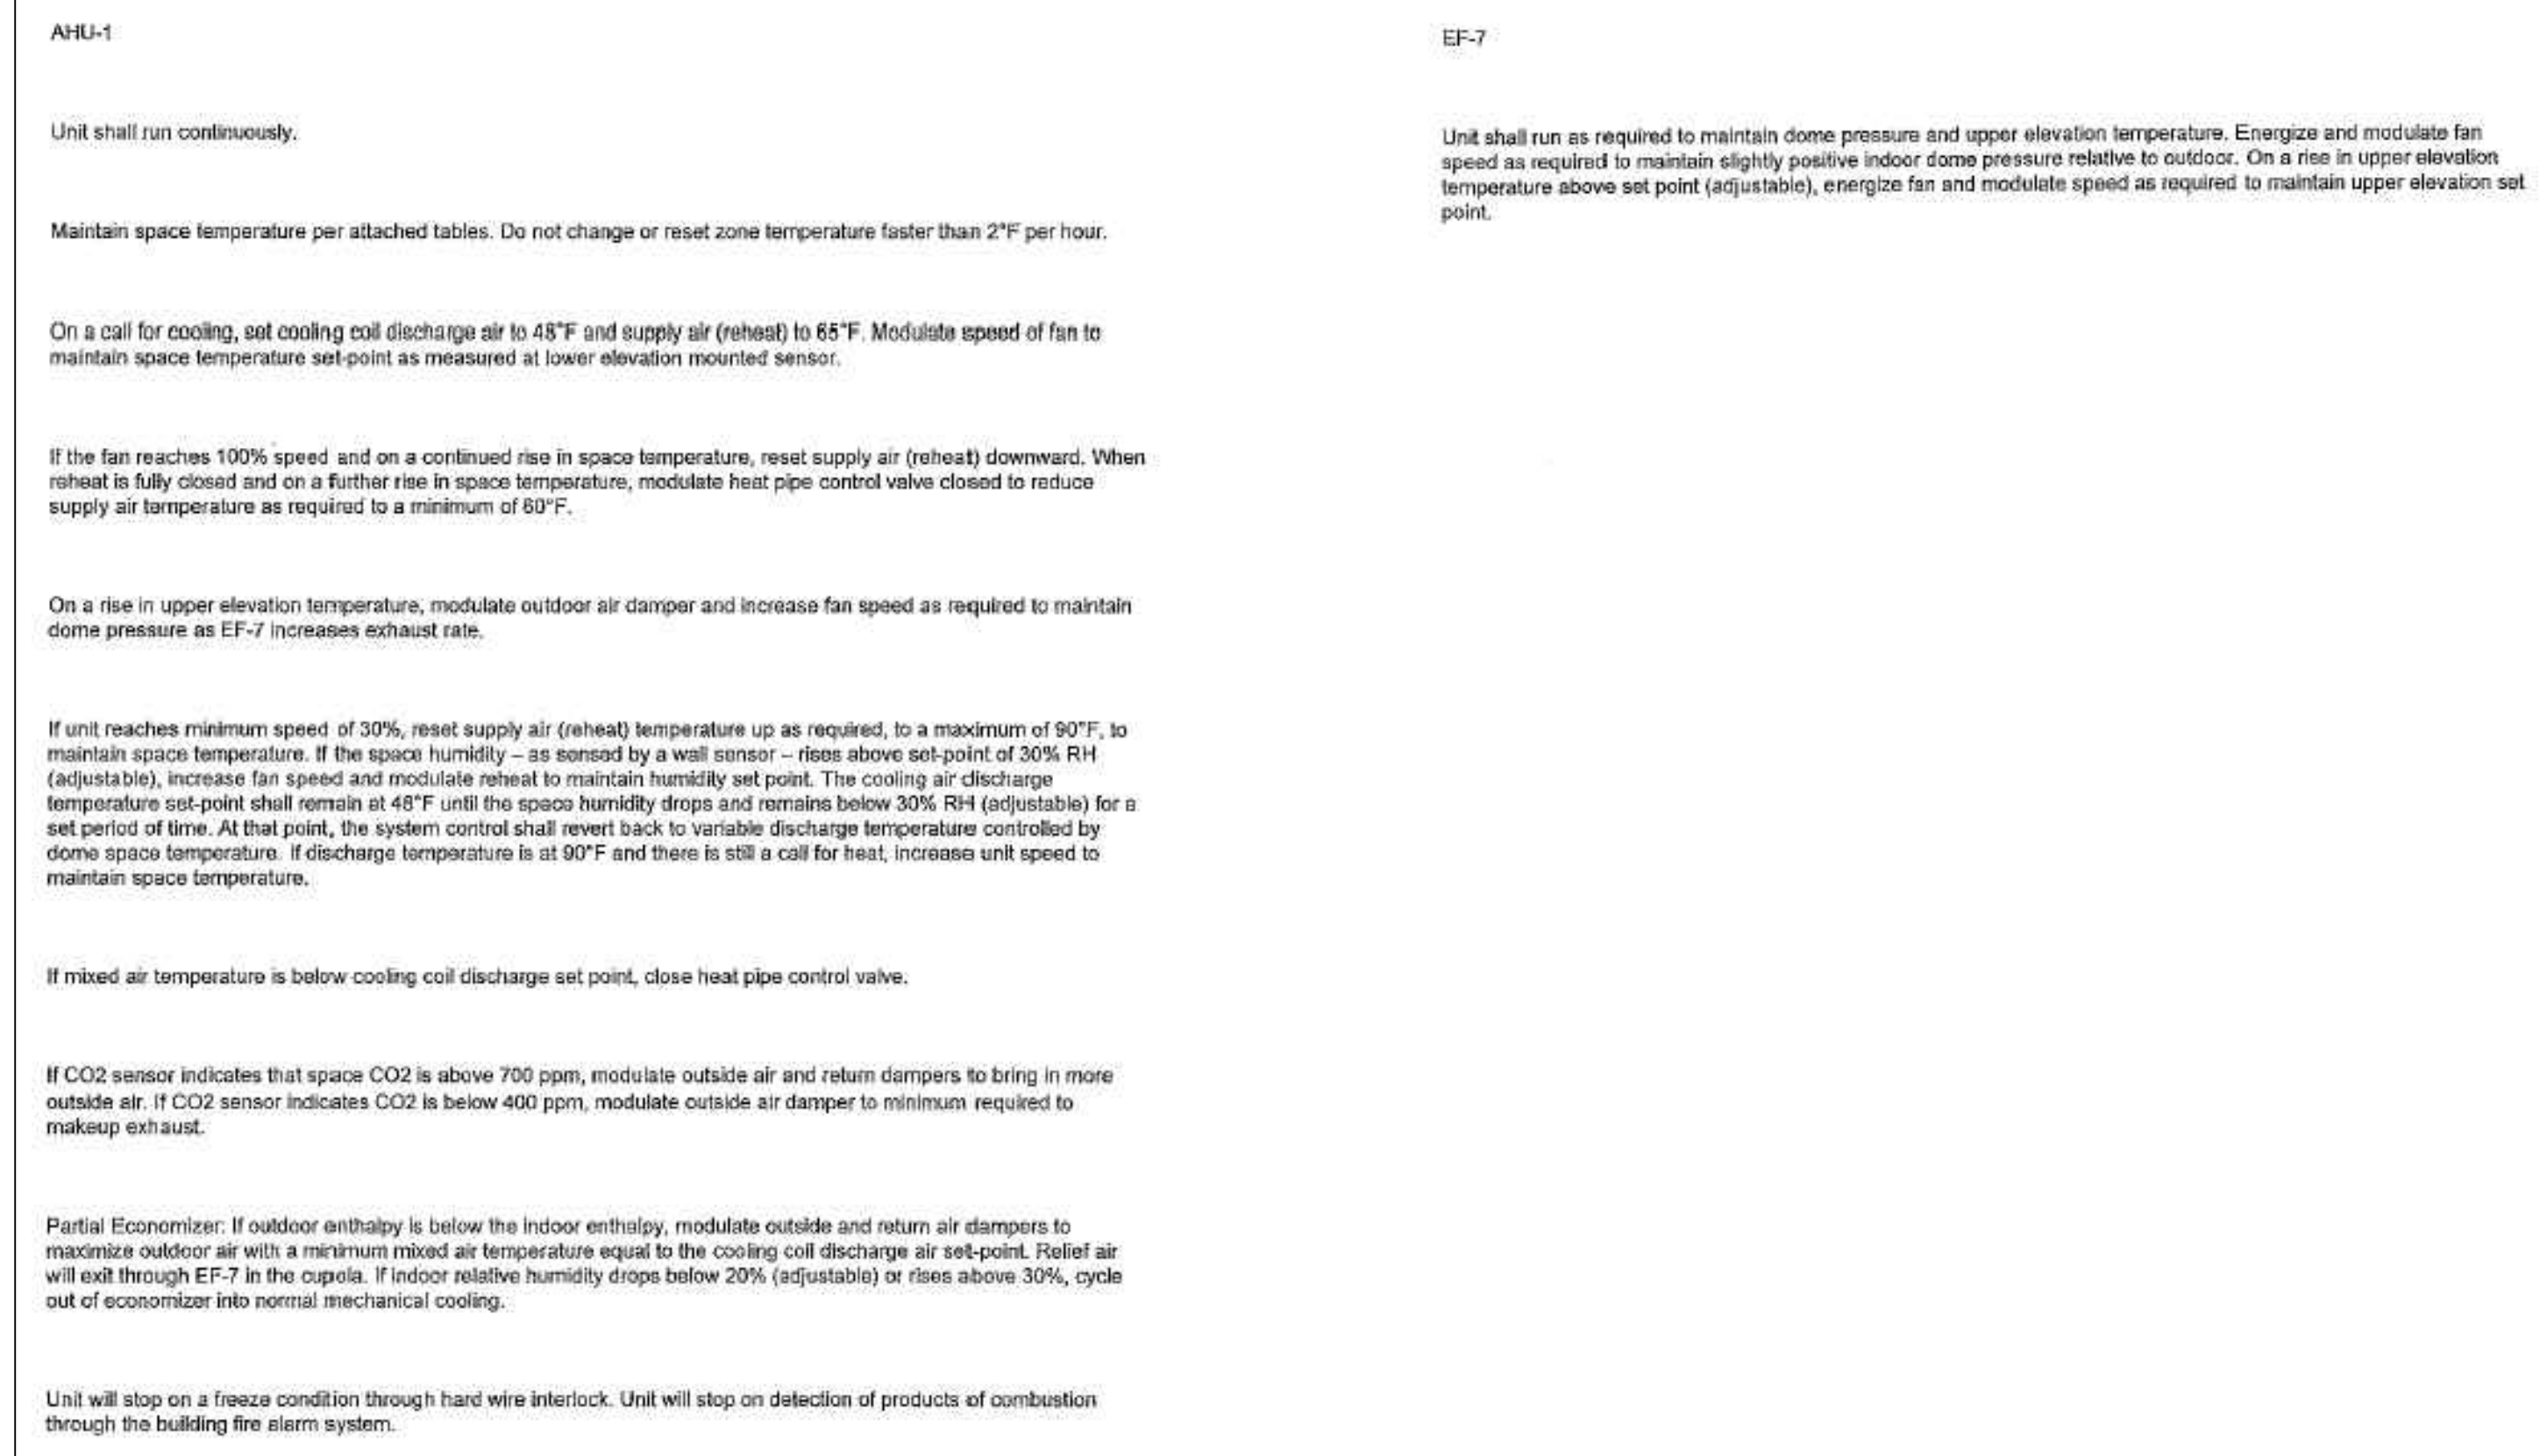 AHU-1
Unit shall run continuously.
Maintain space temperature per attached tables. Do not change or reset zone temperature faster than 2°F per hour.
On a call for cooling, set cooling coil discharge air to 48°F and supply air (reheat) to 65°F. Modulate speed of fan to
maintain space temperature set-point as measured at lower elevation mounted sensor.
If the fan reaches 100% speed and on a continued rise in space temperature, reset supply air (reheat) downward. When
reheat is fully closed and on a further rise in space temperature, modulate heat pipe control valve closed to reduce
supply air temperature as required to a minimum of 60°F.
On a rise in upper elevation temperature, modulate outdoor air damper and increase fan speed as required to maintain
dome pressure as EF-7 increases exhaust rate.
If unit reaches minimum speed of 30%, reset supply air (reheat) temperature up as required, to a maximum of 90°F, to
maintain space temperature. If the space humidity – as sensed by a wall sensor – rises above set-point of 30% RH
(adjustable), increase fan speed and modulate reheat to maintain humidity set point. The cooling air discharge
temperature set-point shall remain at 48°F until the space humidity drops and remains below 30% RH (adjustable) for a
set period of time. At that point, the system control shall revert back to variable discharge temperature controlled by
dome space temperature. If discharge temperature is at 90°F and there is still a call for heat, increase unit speed to
maintain space temperature.
If mixed air temperature is below cooling coil discharge set point, close heat pipe control valve.
If CO2 sensor indicates that space CO2 is above 700 ppm, modulate outside air and return dampers to bring in more
outside air. If CO2 sensor indicates CO2 is below 400 ppm, modulate outside air damper to minimum required to
makeup exhaust.
Partial Economizer: If outdoor enthalpy is below the indoor enthalpy, modulate outside and return air dampers to
maximize outdoor air with a minimum mixed air temperature equal to the cooling coil discharge air set-point. Relief air
will exit through EF-7 in the cupola. If indoor relative humidity drops below 20% (adjustable) or rises above 30%, cycle
out of economizer into normal mechanical cooling.
Unit will stop on a freeze condition through hard wire interlock. Unit will stop on detection of products of combustion
through the building fire alarm system.
EF-7
Unit shall run as required to maintain dome pressure and upper elevation temperature. Energize and modulate fan
speed as required to maintain slightly positive indoor dome pressure relative to outdoor. On a rise in upper elevation
temperature above set point (adjustable), energize fan and modulate speed as required to maintain upper elevation set
point.